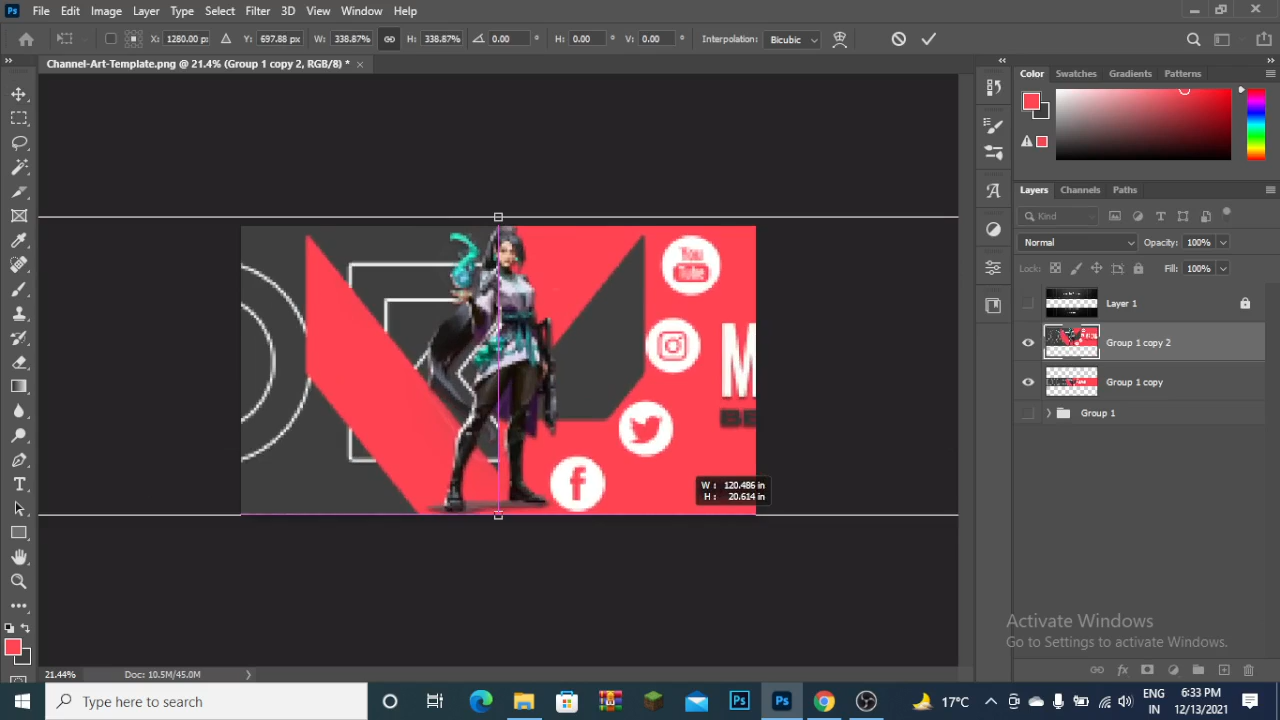 Ps File Edit Image Layer Type Select Filter 3D View Window Help
X: 1280.00 px Y: 697.88 px W: 338.87% H: 338.87% 0.00 ° H: 0.00 ° V: 0.00 ° Interpolation: Bicubic
Channel-Art-Template.png @ 21.4% (Group 1 copy 2, RGB/8) * ×
Color Swatches Gradients Patterns
Layers Channels Paths
Kind
Normal Opacity: 100%
Lock: Fill: 100%
Layer 1
Group 1 copy 2
Group 1 copy
Group 1
You
Tube
M
BE
W : 120.486 in
H : 20.614 in
Activate Windows
Go to Settings to activate Windows.
21.44% Doc: 10.5M/45.0M
Type here to search
Ps Ps
17°C
ENG
IN
6:33 PM
12/13/2021